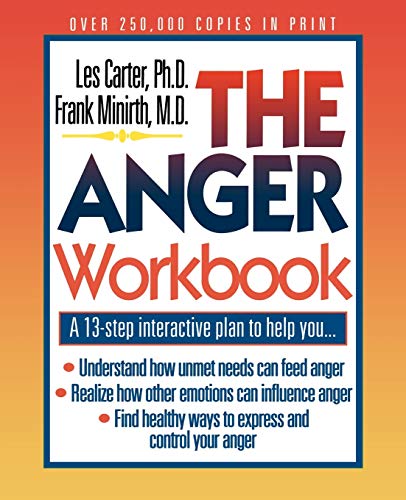 OVER 250,000 COPIES IN PRINT
Les Carter, Ph.D.
Frank Minirth, M.D.
THE
ANGER
Workbook
A 13-step interactive plan to help you...
• Understand how unmet needs can feed anger
• Realize how other emotions can influence anger
• Find healthy ways to express and
control your anger